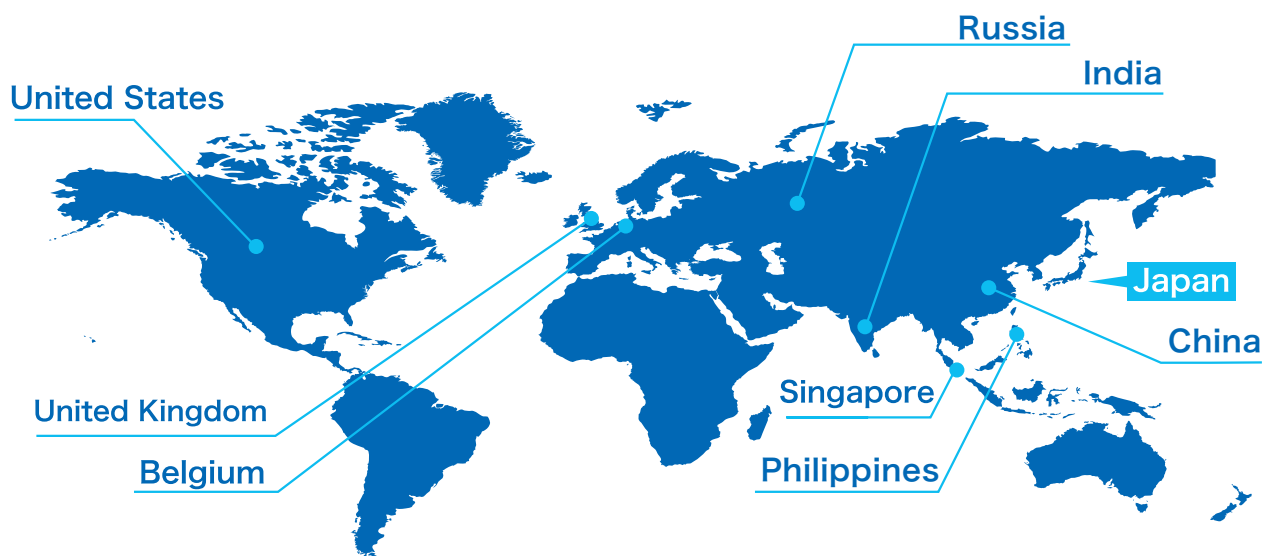 Russia
India
United States
Japan
China
Singapore
United Kingdom
Philippines
Belgium